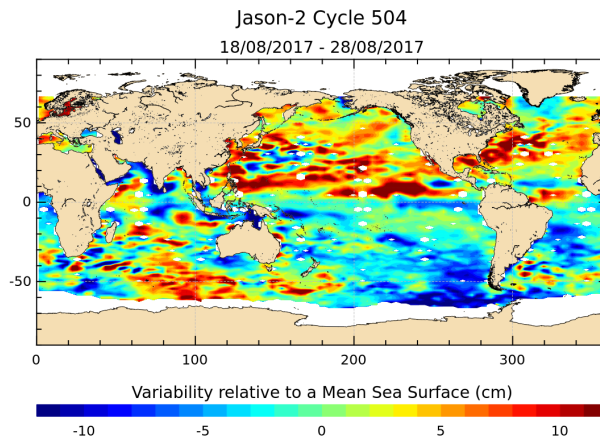 Jason-2 Cycle 504
18/08/2017 - 28/08/2017
50
0
-50
0 100 200 300
Variability relative to a Mean Sea Surface (cm)
-10 -5 0 5 10